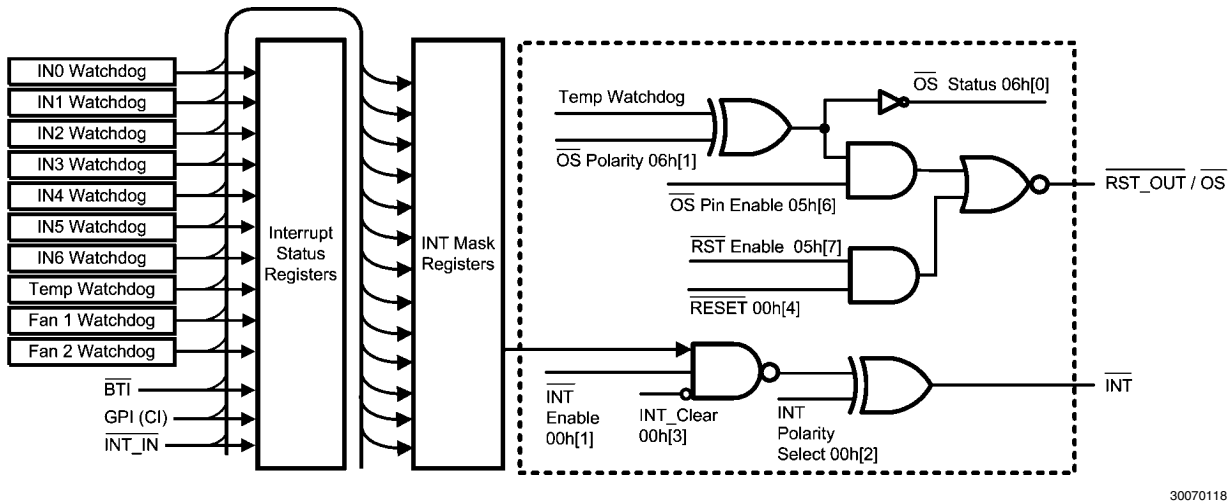 IN0 Watchdog
IN1 Watchdog
IN2 Watchdog
IN3 Watchdog
IN4 Watchdog
IN5 Watchdog
IN6 Watchdog
Temp Watchdog
Fan 1 Watchdog
Fan 2 Watchdog
BTI
GPI (CI)
INT_IN
Interrupt
Status
Registers
INT Mask
Registers
Temp Watchdog
OS Polarity 06h[1]
OS Status 06h[0]
OS Pin Enable 05h[6]
RST Enable 05h[7]
RESET 00h[4]
RST_OUT / OS
INT
Enable
00h[1]
INT_Clear
00h[3]
INT
Polarity
Select 00h[2]
INT
30070118